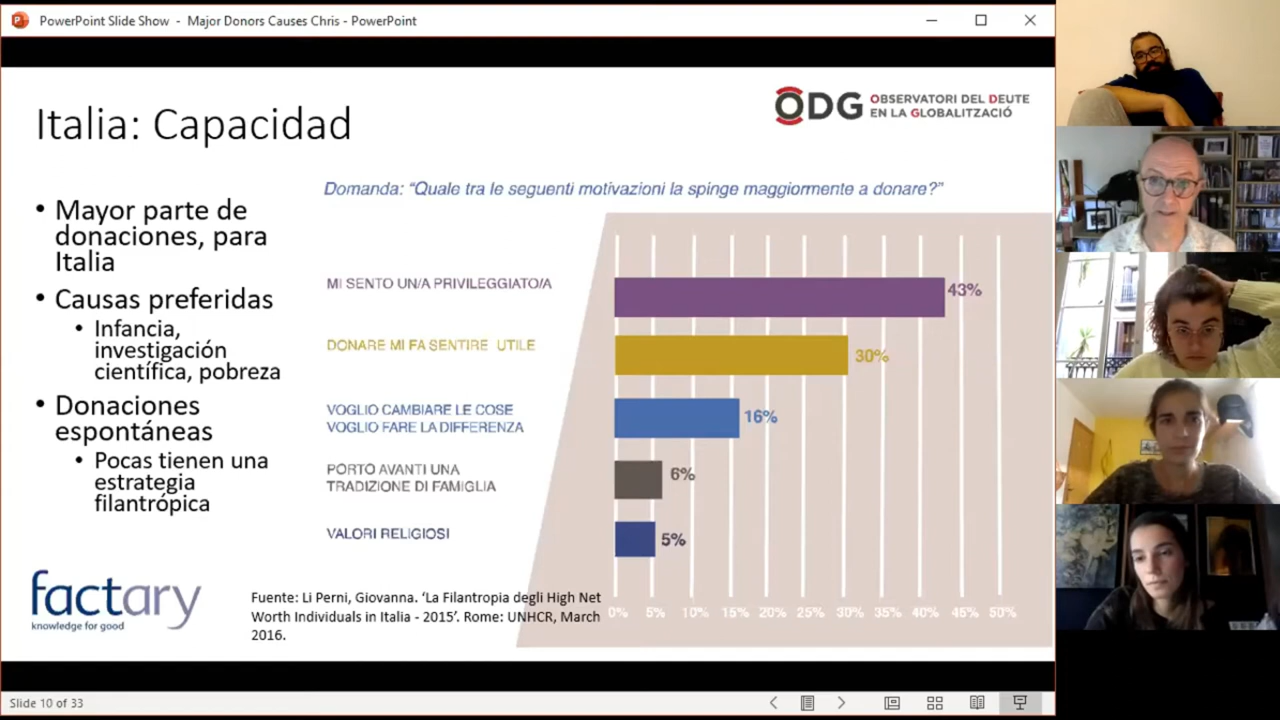 PowerPoint Slide Show - Major Donors Causes Chris - PowerPoint
Italia: Capacidad
ODG OBSERVATORI DEL DEUTE
EN LA GLOBALITZACIÓ
• Mayor parte de
donaciones, para
Italia
• Causas preferidas
• Infancia,
investigación
científica, pobreza
• Donaciones
espontáneas
• Pocas tienen una
estrategia
filantrópica
Domanda: “Quale tra le seguenti motivazioni la spinge maggiormente a donare?”
MI SENTO UN/A PRIVILEGGIATO/A
43%
DONARE MI FA SENTIRE UTILE
30%
VOGLIO CAMBIARE LE COSE
VOGLIO FARE LA DIFFERENZA
16%
PORTO AVANTI UNA
TRADIZIONE DI FAMIGLIA
6%
VALORI RELIGIOSI
5%
0% 5% 10% 15% 20% 25% 30% 35% 40% 45% 50%
factary
knowledge for good
Fuente: Li Perni, Giovanna. ‘La Filantropia degli High Net
Worth Individuals in Italia - 2015’. Rome: UNHCR, March
2016.
Slide 10 of 33